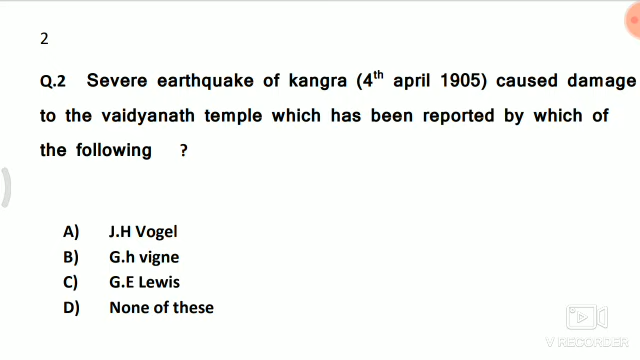 2
Q.2 Severe earthquake of kangra (4th april 1905) caused damage
to the vaidyanath temple which has been reported by which of
the following ?
A) J.H Vogel
B) G.h vigne
C) G.E Lewis
D) None of these
V RECORDER